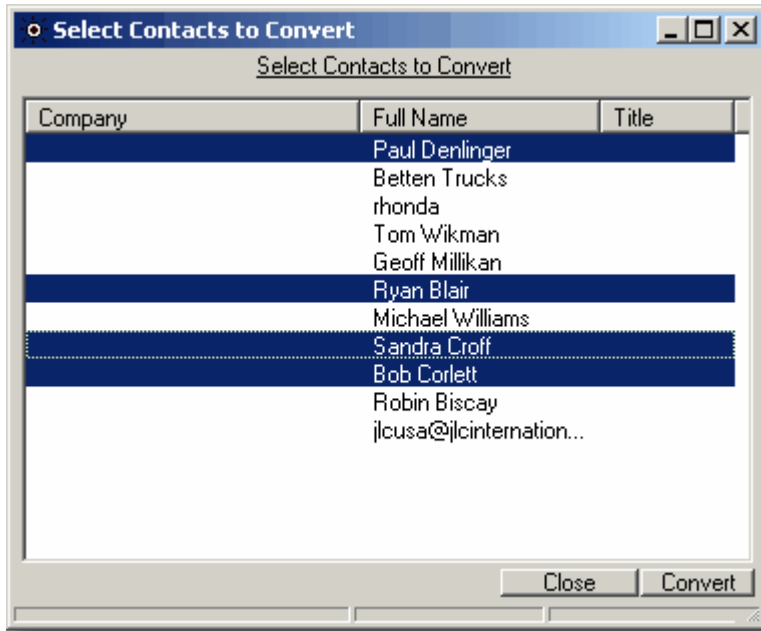 Select Contacts to Convert
Select Contacts to Convert
Company Full Name Title
Paul Denlinger
Betten Trucks
rhonda
Tom Wikman
Geoff Millikan
Ryan Blair
Michael Williams
Sandra Croff
Bob Corlett
Robin Biscay
jlcusa@jlcinternation...
Close Convert